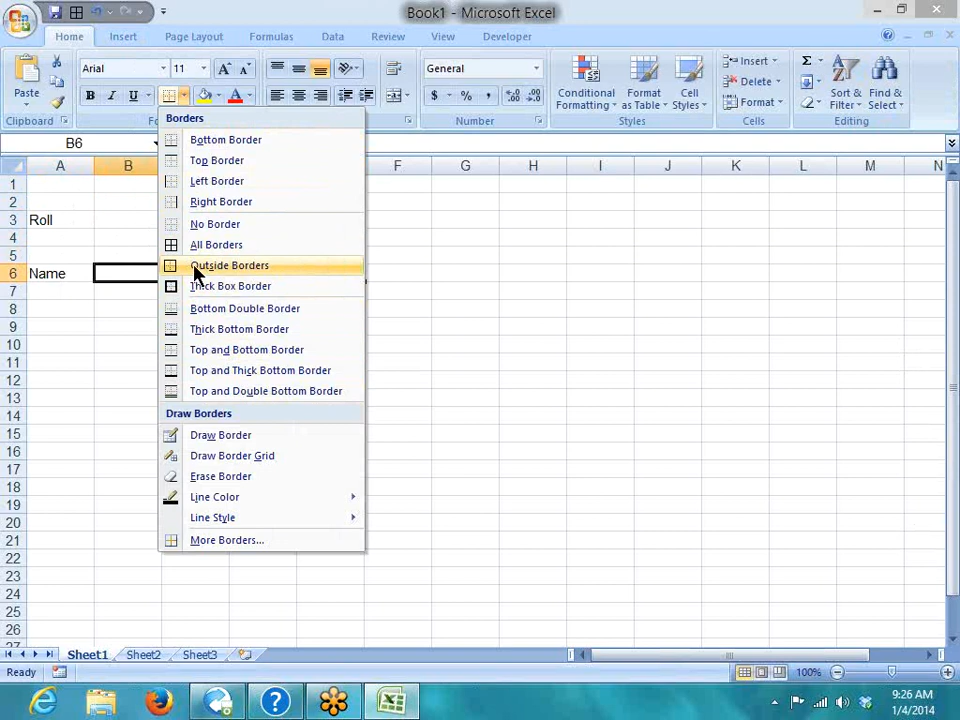 Book1 - Microsoft Excel
Home Insert Page Layout Formulas Data Review View Developer
Paste
Arial 11
B I U
A A
A
General
$ % , .0 .00 .00 .0
Conditional Formatting
Format as Table
Cell Styles
Insert
Delete
Format
Σ
Sort & Filter
Find & Select
Clipboard Number Styles Cells Editing
B6
A B F G H I J K L M N
1
2
3 Roll
4
5
6 Name
7
8
9
10
11
12
13
14
15
16
17
18
19
20
21
22
23
24
25
26
27
Borders
Bottom Border
Top Border
Left Border
Right Border
No Border
All Borders
Outside Borders
Thick Box Border
Bottom Double Border
Thick Bottom Border
Top and Bottom Border
Top and Thick Bottom Border
Top and Double Bottom Border
Draw Borders
Draw Border
Draw Border Grid
Erase Border
Line Color
Line Style
More Borders...
Sheet1 Sheet2 Sheet3
Ready 100%
9:26 AM
1/4/2014